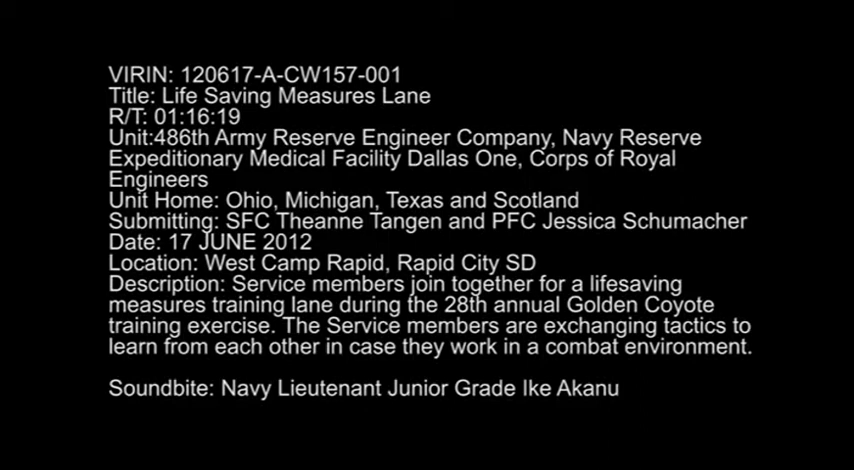 VIRIN: 120617-A-CW157-001
Title: Life Saving Measures Lane
R/T: 01:16:19
Unit:486th Army Reserve Engineer Company, Navy Reserve
Expeditionary Medical Facility Dallas One, Corps of Royal
Engineers
Unit Home: Ohio, Michigan, Texas and Scotland
Submitting: SFC Theanne Tangen and PFC Jessica Schumacher
Date: 17 JUNE 2012
Location: West Camp Rapid, Rapid City SD
Description: Service members join together for a lifesaving
measures training lane during the 28th annual Golden Coyote
training exercise. The Service members are exchanging tactics to
learn from each other in case they work in a combat environment.
Soundbite: Navy Lieutenant Junior Grade Ike Akanu